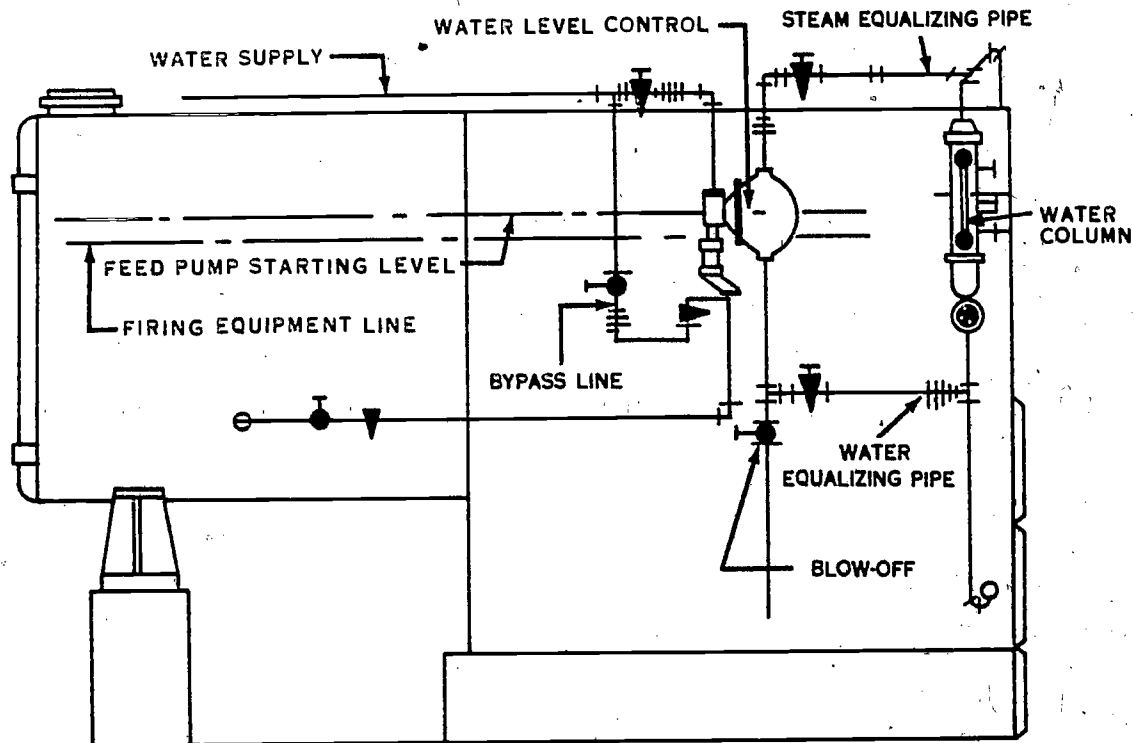 WATER LEVEL CONTROL
STEAM EQUALIZING PIPE
WATER SUPPLY
WATER
COLUMN
FEED PUMP STARTING LEVEL
FIRING EQUIPMENT LINE
BYPASS LINE
WATER
EQUALIZING PIPE
BLOW-OFF